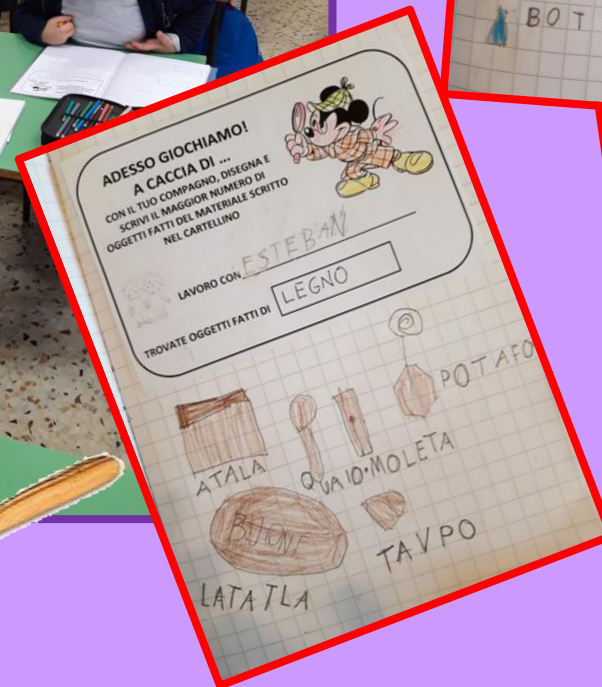 BOT
ADESSO GIOCHIAMO!
A CACCIA DI ...
CON IL TUO COMPAGNO, DISEGNA E
SCRIVI IL MAGGIOR NUMERO DI
OGGETTI FATTI DEL MATERIALE SCRITTO
NEL CARTELLINO
LAVORO CON ESTEBAN
TROVATE OGGETTI FATTI DI LEGNO
POTAFO
ATALA
QUAIO•MOLETA
BUONE
TAVPO
LATATLA